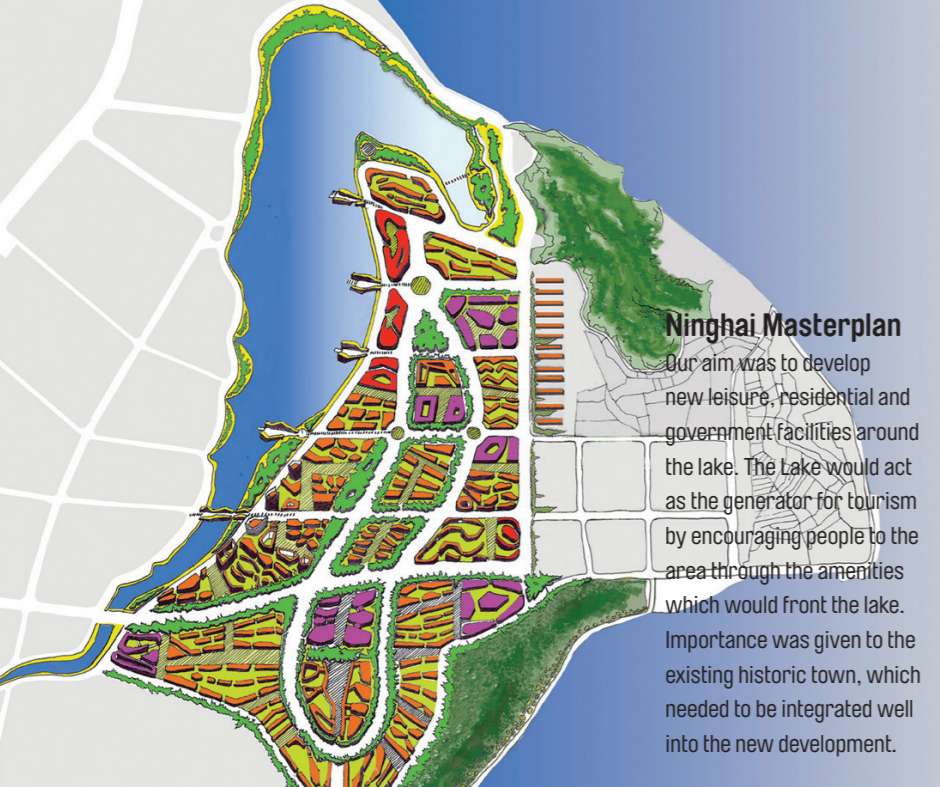 Ninghai Masterplan
Our aim was to develop
new leisure, residential and
government facilities around
the lake. The Lake would act
as the generator for tourism
by encouraging people to the
area through the amenities
which would front the lake.
Importance was given to the
existing historic town, which
needed to be integrated well
into the new development.